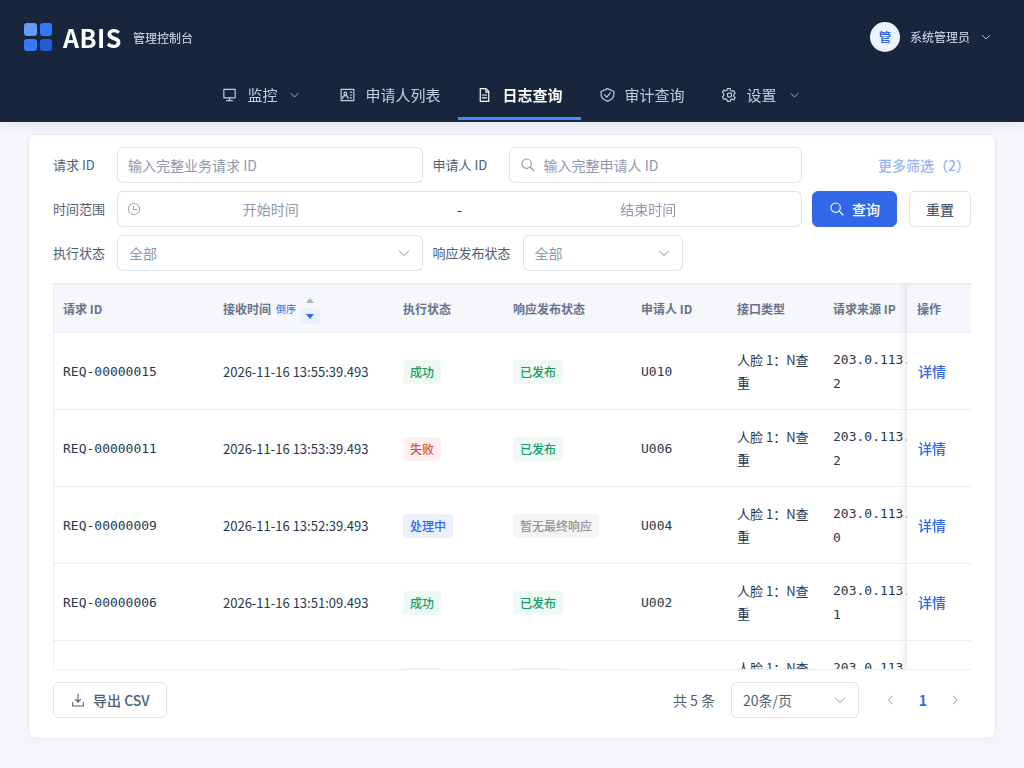 ABIS 管理控制台
管 系统管理员
监控 申请人列表 日志查询 审计查询 设置
请求 ID 输入完整业务请求 ID 申请人 ID 输入完整申请人 ID 更多筛选（2）
时间范围 开始时间 - 结束时间 查询 重置
执行状态 全部 响应发布状态 全部
请求 ID 接收时间 倒序 执行状态 响应发布状态 申请人 ID 接口类型 请求来源 IP 操作
REQ-00000015 2026-11-16 13:55:39.493 成功 已发布 U010 人脸 1：N查重 203.0.113.2 详情
REQ-00000011 2026-11-16 13:53:39.493 失败 已发布 U006 人脸 1：N查重 203.0.113.2 详情
REQ-00000009 2026-11-16 13:52:39.493 处理中 暂无最终响应 U004 人脸 1：N查重 203.0.113.0 详情
REQ-00000006 2026-11-16 13:51:09.493 成功 已发布 U002 人脸 1：N查重 203.0.113.1 详情
人脸 1：N查 203.0.113
导出 CSV 共 5 条 20条/页 1